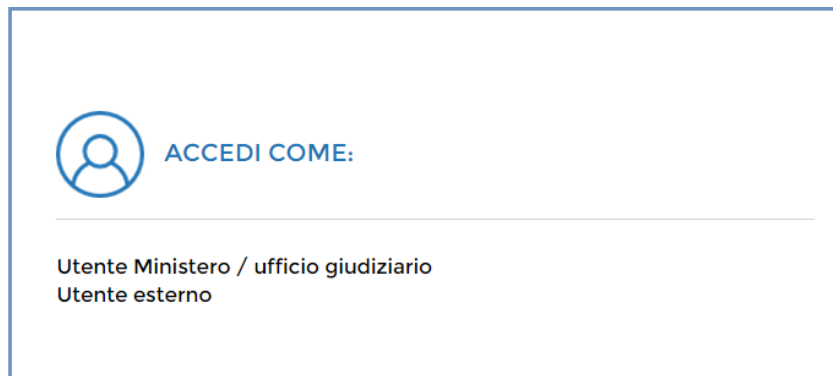 ACCEDI COME:
Utente Ministero / ufficio giudiziario
Utente esterno